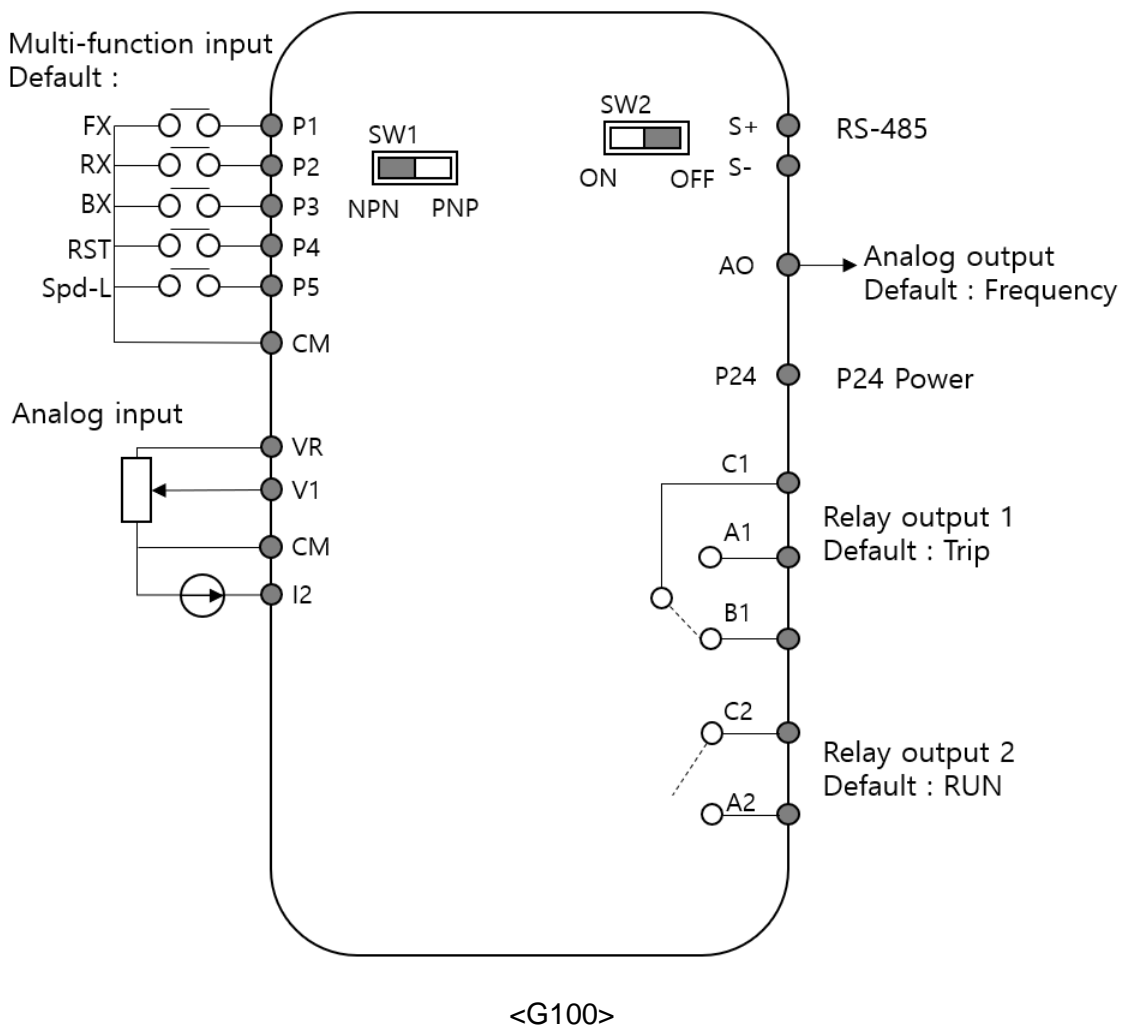 Multi-function input
Default :
FX
P1
RX
P2
BX
P3
RST
P4
Spd-L
P5
CM
SW1
NPN
PNP
SW2
ON
OFF
S+
RS-485
S-
AO
Analog output
Default : Frequency
P24
P24 Power
Analog input
VR
V1
CM
I2
C1
A1
B1
Relay output 1
Default : Trip
C2
A2
Relay output 2
Default : RUN
<G100>